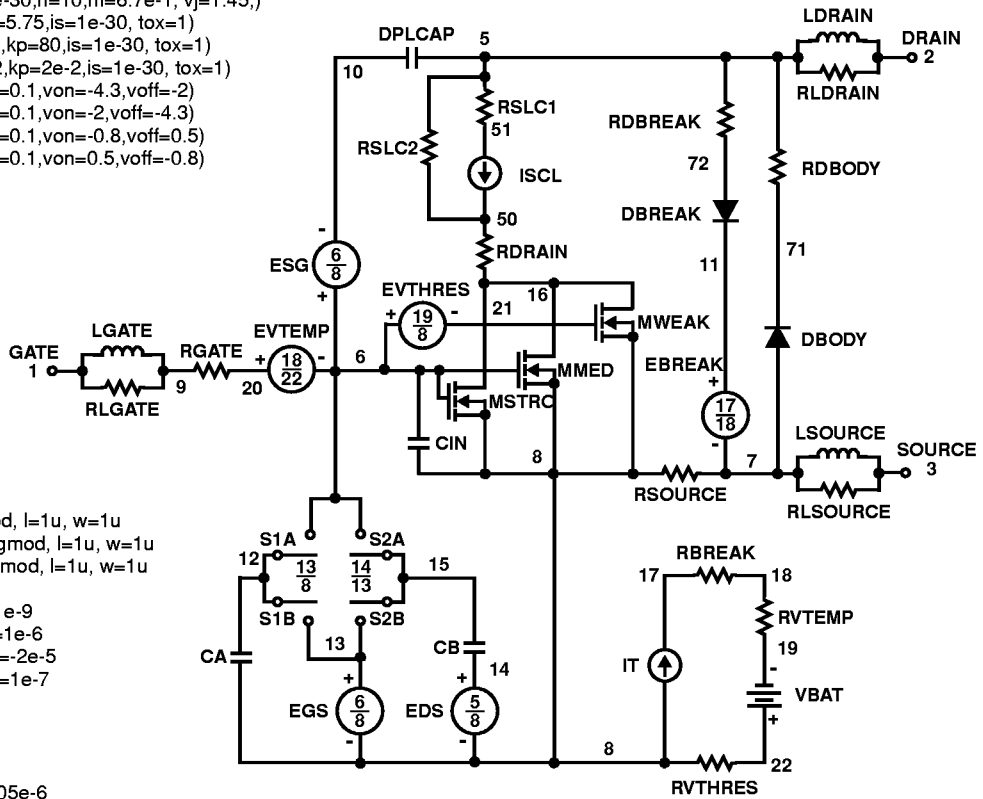 e-30,n=10,m=6.7e-1, vj=1.45,)
=5.75,is=1e-30, tox=1)
,kp=80,is=1e-30, tox=1)
2,kp=2e-2,is=1e-30, tox=1)
=0.1,von=-4.3,voff=-2)
=0.1,von=-2,voff=-4.3)
=0.1,von=-0.8,voff=0.5)
=0.1,von=0.5,voff=-0.8)
DPLCAP
5
LDRAIN
DRAIN
2
10
RLDRAIN
RSLC1
51
RSLC2
ISCL
RDBREAK
72
RDBODY
DBREAK
50
RDRAIN
11
71
-
ESG
6
8
+
EVTHRES
+
19
8
-
16
21
MWEAK
LGATE
GATE
1
RLGATE
9
RGATE
20
EVTEMP
+
18
22
-
6
MMED
MSTRO
EBREAK
+
17
18
-
DBODY
CIN
8
RSOURCE
7
LSOURCE
SOURCE
3
RLSOURCE
od, l=1u, w=1u
gmod, l=1u, w=1u
mod, l=1u, w=1u
1e-9
=1e-6
=-2e-5
=1e-7
05e-6
S1A
S2A
12
13
8
14
13
15
S1B
S2B
13
CA
CB
14
+
EGS
6
8
-
+
EDS
5
8
-
8
RBREAK
17
18
RVTEMP
19
IT
-
VBAT
+
22
RVTHRES